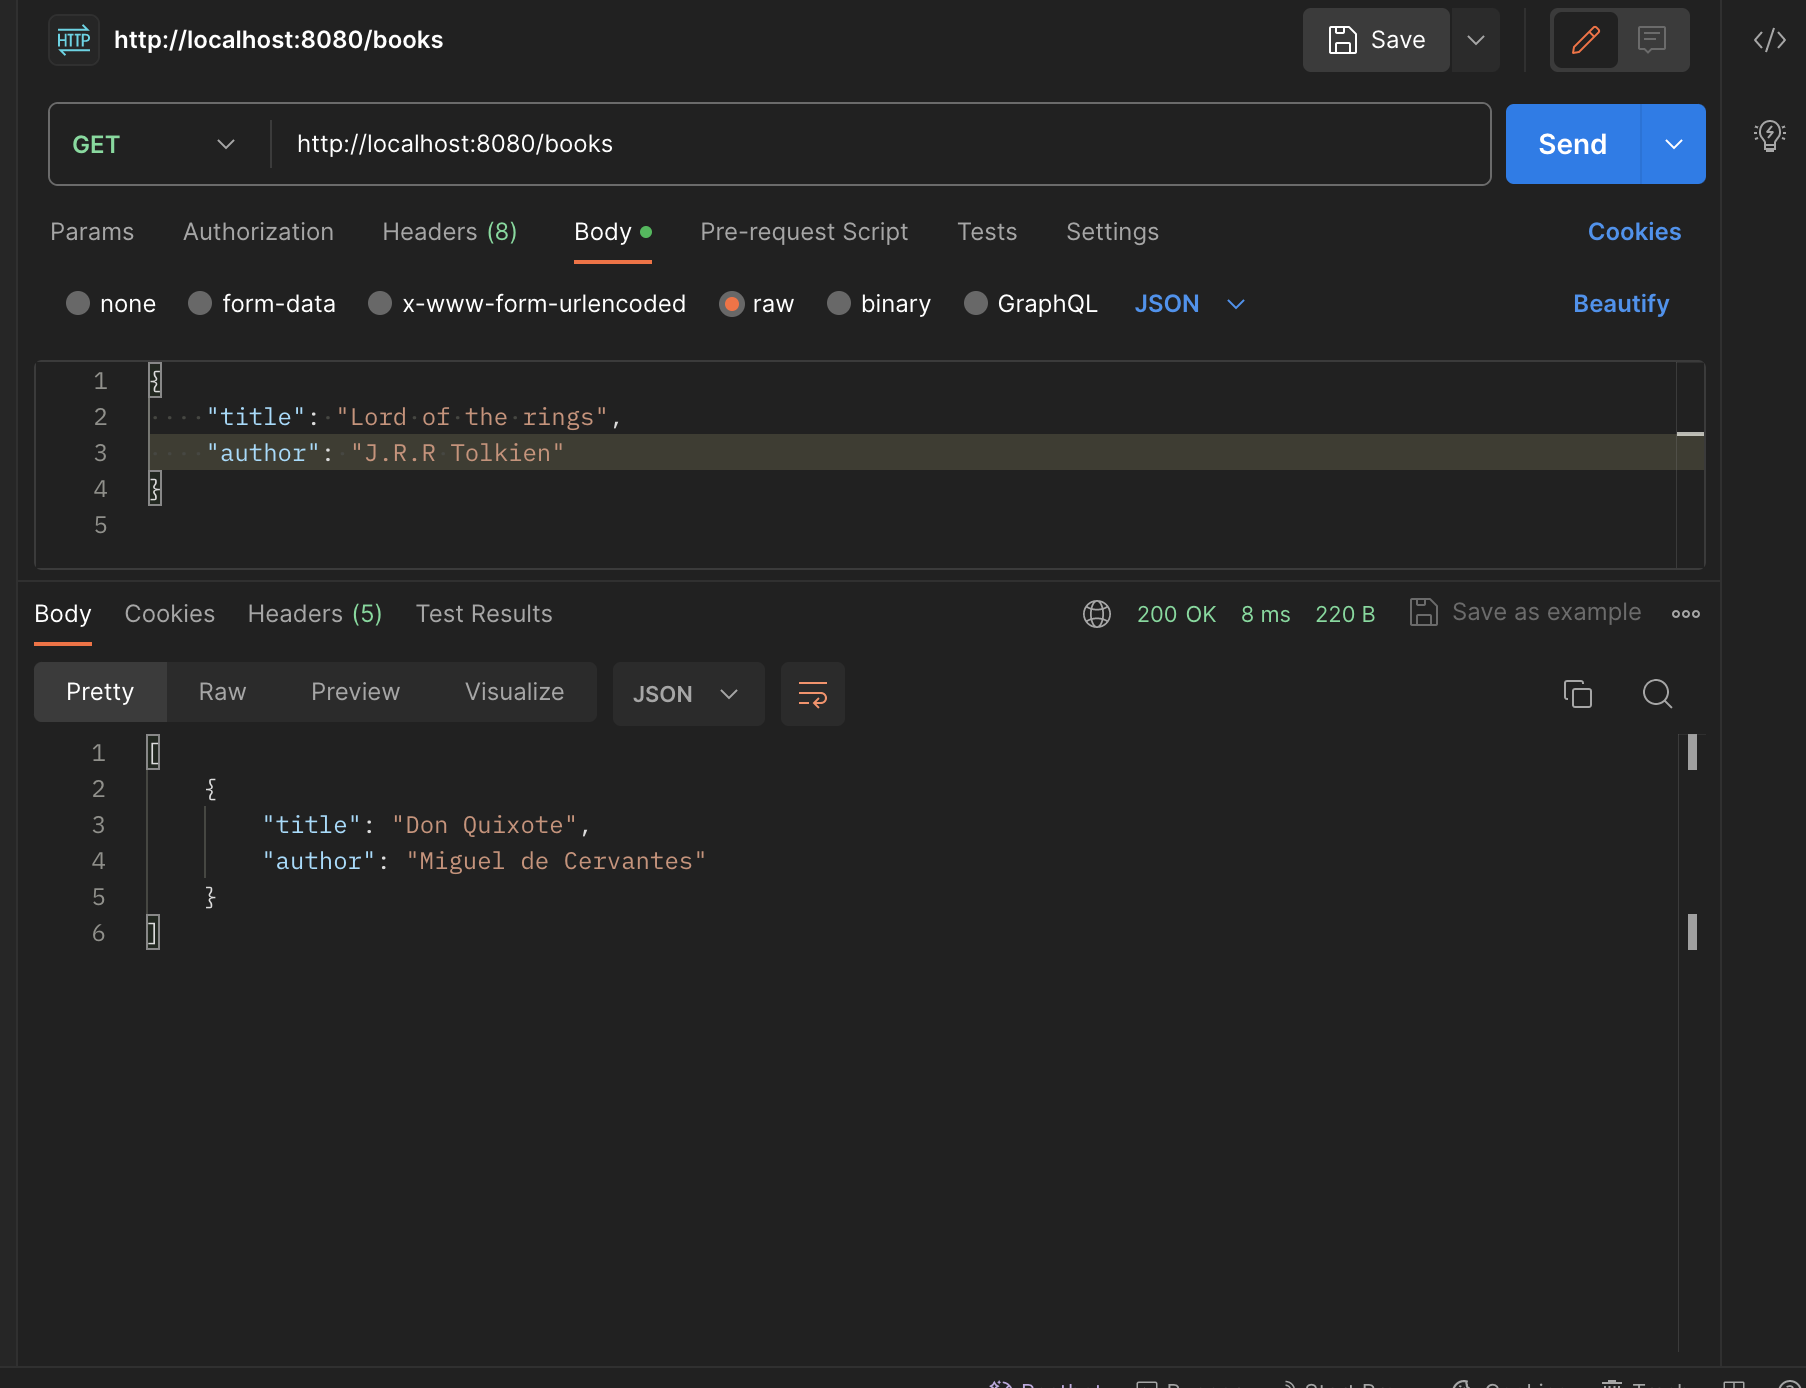 HTTP http://localhost:8080/books Save
GET http://localhost:8080/books Send
Params Authorization Headers (8) Body Pre-request Script Tests Settings Cookies
none form-data x-www-form-urlencoded raw binary GraphQL JSON Beautify
1 {
2 "title": "Lord of the rings",
3 "author": "J.R.R Tolkien"
4 }
5
Body Cookies Headers (5) Test Results 200 OK 8 ms 220 B Save as example
Pretty Raw Preview Visualize JSON
1 [
2 {
3 "title": "Don Quixote",
4 "author": "Miguel de Cervantes"
5 }
6 ]